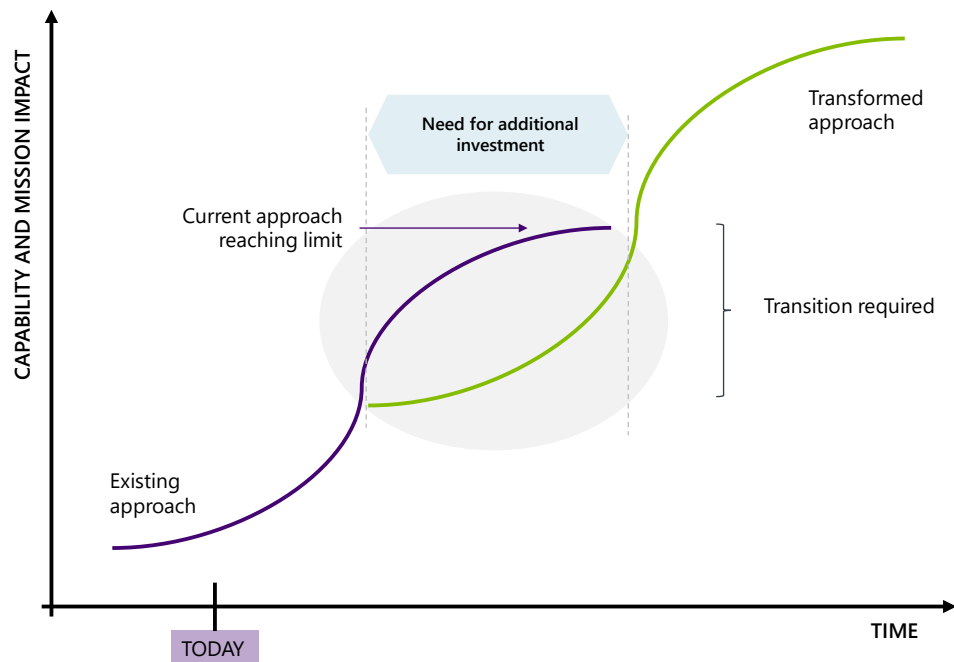 CAPABILITY AND MISSION IMPACT
Need for additional
investment
Transformed
approach
Current approach
reaching limit
Transition required
Existing
approach
TIME
TODAY